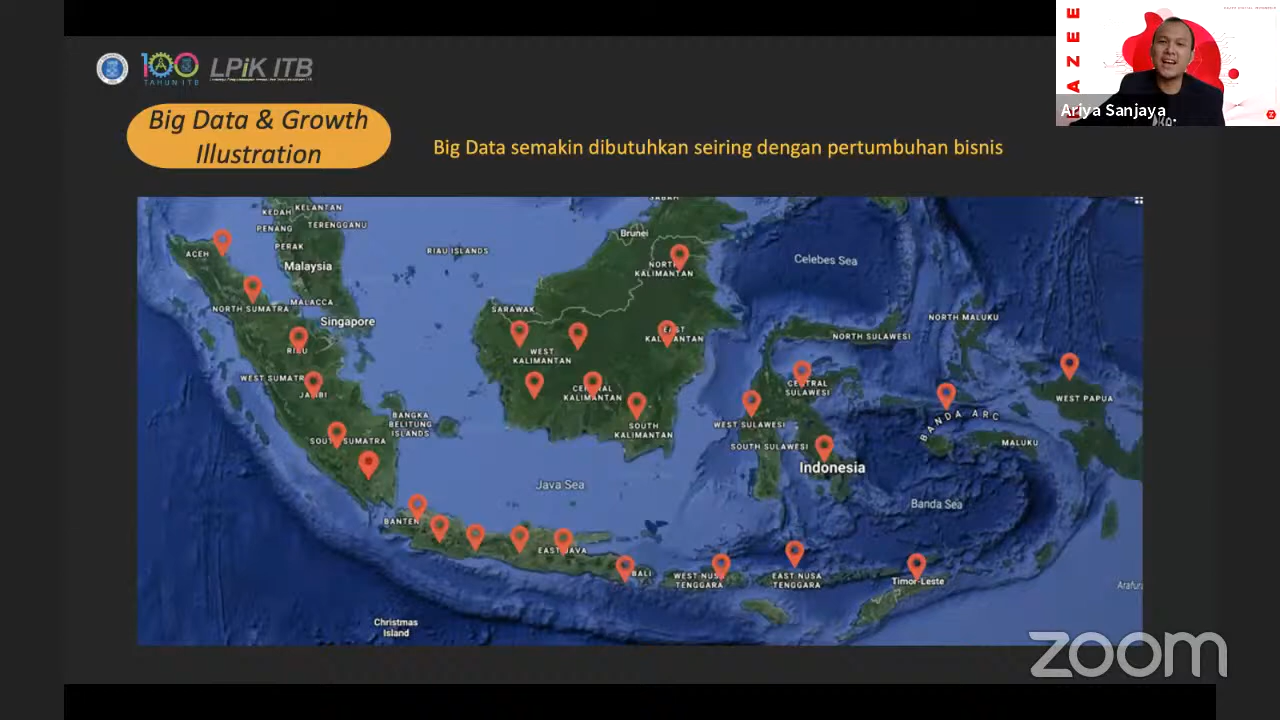 100
TAHUN ITB
LPiK ITB
Big Data & Growth
Illustration
Big Data semakin dibutuhkan seiring dengan pertumbuhan bisnis
AZEE
Ariya Sanjaya
KEDAH
KELANTAN
PENANG
TERENGGANU
PERAK
Malaysia
ACEH
RIAU ISLANDS
SABAH
Brunei
NORTH
KALIMANTAN
Celebes Sea
NORTH SUMATRA
MALACCA
Singapore
SARAWAK
NORTH MALUKU
RIAU
WEST
KALIMANTAN
EAST
KALIMANTAN
NORTH SULAWESI
WEST SUMATRA
JAMBI
CENTRAL
KALIMANTAN
CENTRAL
SULAWESI
WEST PAPUA
BANGKA
BELITUNG
ISLANDS
SOUTH SUMATRA
SOUTH
KALIMANTAN
WEST SULAWESI
SOUTH SULAWESI
BANDA ARC
MALUKU
Indonesia
Java Sea
Banda Sea
BANTEN
EAST JAVA
BALI
WEST NUSA
TENGGARA
EAST NUSA
TENGGARA
Timor-Leste
Arafura
Christmas
Island
zoom